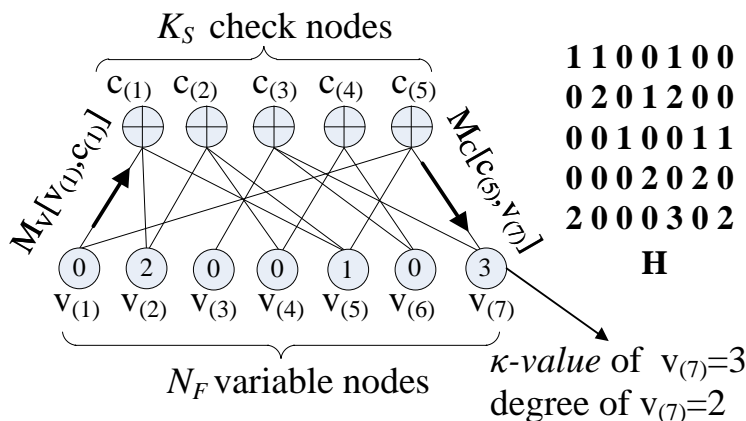 K_S check nodes
c(1) c(2) c(3) c(4) c(5)
M_V[v(1),c(1)]
M_C[c(5),v(7)]
0 2 0 0 1 0 3
v(1) v(2) v(3) v(4) v(5) v(6) v(7)
N_F variable nodes
1 1 0 0 1 0 0
0 2 0 1 2 0 0
0 0 1 0 0 1 1
0 0 0 2 0 2 0
2 0 0 0 3 0 2
H
κ-value of v(7)=3
degree of v(7)=2